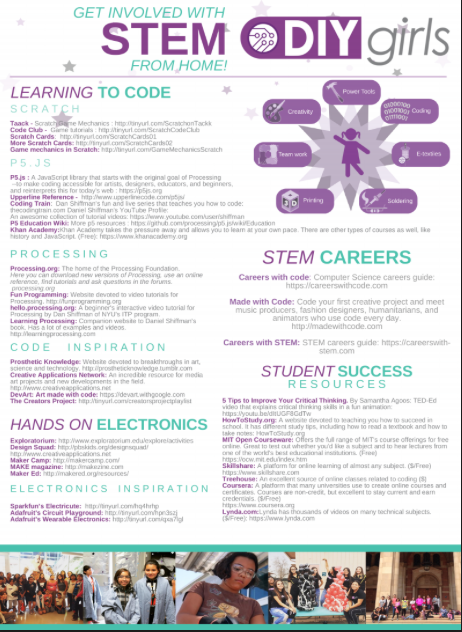 GET INVOLVED WITH
STEM
FROM HOME!
DIY girls
LEARNING TO CODE
SCRATCH
Taack - Scratch Game Mechanics : http://tinyurl.com/ScratchonTackk
Code Club - Game tutorials : http://tinyurl.com/ScratchCodeClub
Scratch Cards: http://tinyurl.com/ScratchCards01
More Scratch Cards: http://tinyurl.com/ScratchCards02
Game mechanics in Scratch: http://tinyurl.com/GameMechanicsScratch
P5.JS
P5.js : A JavaScript library that starts with the original goal of Processing
–to make coding accessible for artists, designers, educators, and beginners,
and reinterprets this for today's web : https://p5js.org
Upperline Reference - http://www.upperlinecode.com/p5js/
Coding Train: Dan Shiffman's fun and live series that teaches you how to code:
thecodingtrain.com Daniel Shiffman's YouTube Profile:
An awesome collection of tutorial videos: https://www.youtube.com/user/shiffman
P5 Education Wiki: More p5 resources : https://github.com/processing/p5.js/wiki/Education
Khan Academy: Khan Academy takes the pressure away and allows you to learn at your own pace. There are other types of courses as well, like
history and JavaScript. (Free): https://www.khanacademy.org
Power Tools
Creativity
Coding
Team work
E-textiles
Printing
Soldering
PROCESSING
Processing.org: The home of the Processing Foundation.
Here you can download new versions of Processing, use an online
reference, find tutorials and ask questions in the forums.
processing.org
Fun Programming: Website devoted to video tutorials for
Processing. http://funprogramming.org
hello.processing.org: A beginner's interactive video tutorial for
Processing by Dan Shiffman of NYU's ITP program.
Learning Processing: Companion website to Daniel Shiffman's
book. Has a lot of examples and videos.
http://learningprocessing.com
CODE INSPIRATION
Prosthetic Knowledge: Website devoted to breakthroughs in art,
science and technology. http://prostheticknowledge.tumblr.com
Creative Applications Network: An incredible resource for media
art projects and new developments in the field.
http://www.creativeapplications.net
DevArt: Art made with code: https://devart.withgoogle.com
The Creators Project: http://tinyurl.com/creatorsprojectplaylist
HANDS ON ELECTRONICS
Exploratorium: http://www.exploratorium.edu/explore/activities
Design Squad: http://pbskids.org/designsquad/
http://www.creativeapplications.net
Maker Camp: http://makercamp.com/
MAKE magazine: http://makezine.com
Maker Ed: http://makered.org/resources/
ELECTRONICS INSPIRATION
Sparkfun's Electricute:
Adafruit's Circuit Playground:
Adafruit's Wearable Electronics:
STEM CAREERS
Careers with code: Computer Science careers guide:
https://careerswithcode.com
Made with Code: Code your first creative project and meet
music producers, fashion designers, humanitarians, and
animators who use code every day.
http://madewithcode.com
Careers with STEM: STEM careers guide: https://careerswith-
stem.com
STUDENT SUCCESS
RESOURCES
5 Tips to Improve Your Critical Thinking. By Samantha Agons: TED-Ed
video that explains critical thinking skills in a fun animation:
HowToStudy.org: A website devoted to teaching you how to succeed in
school. It has different study tips, including how to read a textbook and how to
take notes: HowToStudy.org
MIT Open Courseware: Offers the full range of MIT's course offerings for free
online. Great to test out whether you like a subject and to hear lectures from
one of the world's best educational institutions. (Free)
https://ocw.mit.edu/index.htm
Skillshare: A platform for online learning of almost any subject. ($/Free)
https://www.skillshare.com
Treehouse: An excellent source of online classes related to coding ($)
Coursera: A platform that many universities use to create online courses and
certificates. Courses are non-credit, but excellent to stay current and earn
credentials. ($/Free)
https://www.coursera.org
Lynda.com: Lynda has thousands of videos on many technical subjects.
($/Free): https://www.lynda.com